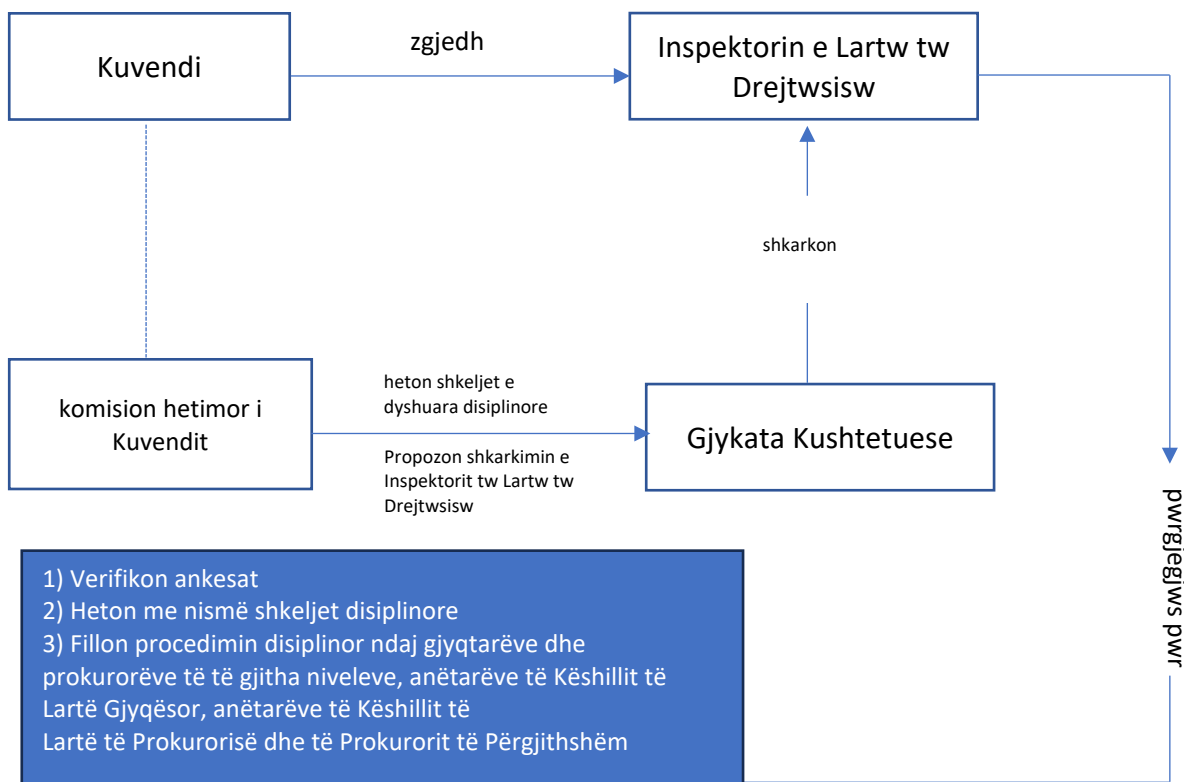 Kuvendi
zgjedh
Inspektorin e Lartw tw
Drejtwsisw
shkarkon
komision hetimor i
Kuvendit
heton shkeljet e
dyshuara disiplinore
Propozon shkarkimin e
Inspektorit tw Lartw tw
Drejtwsisw
Gjykata Kushtetuese
pwrgjegjws pwr
1) Verifikon ankesat
2) Heton me nismë shkeljet disiplinore
3) Fillon procedimin disiplinor ndaj gjyqtarëve dhe
prokurorëve të të gjitha niveleve, anëtarëve të Këshillit të
Lartë Gjyqësor, anëtarëve të Këshillit të
Lartë të Prokurorisë dhe të Prokurorit të Përgjithshëm